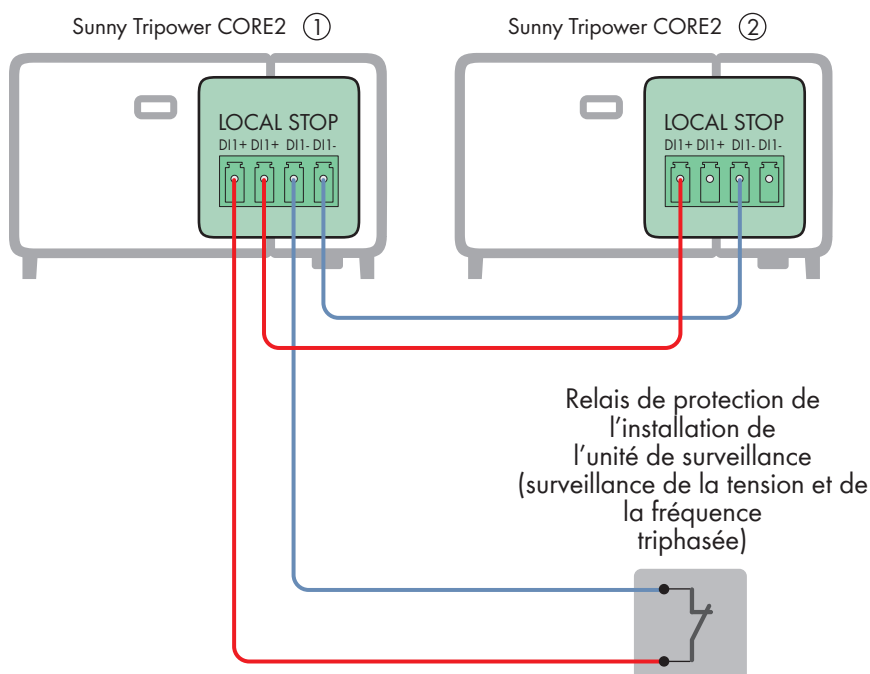 Sunny Tripower CORE2 ①
Sunny Tripower CORE2 ②
LOCAL STOP
DI1+ DI1+ DI1- DI1-
LOCAL STOP
DI1+ DI1+ DI1- DI1-
Relais de protection de
l'installation de
l'unité de surveillance
(surveillance de la tension et de
la fréquence
triphasée)